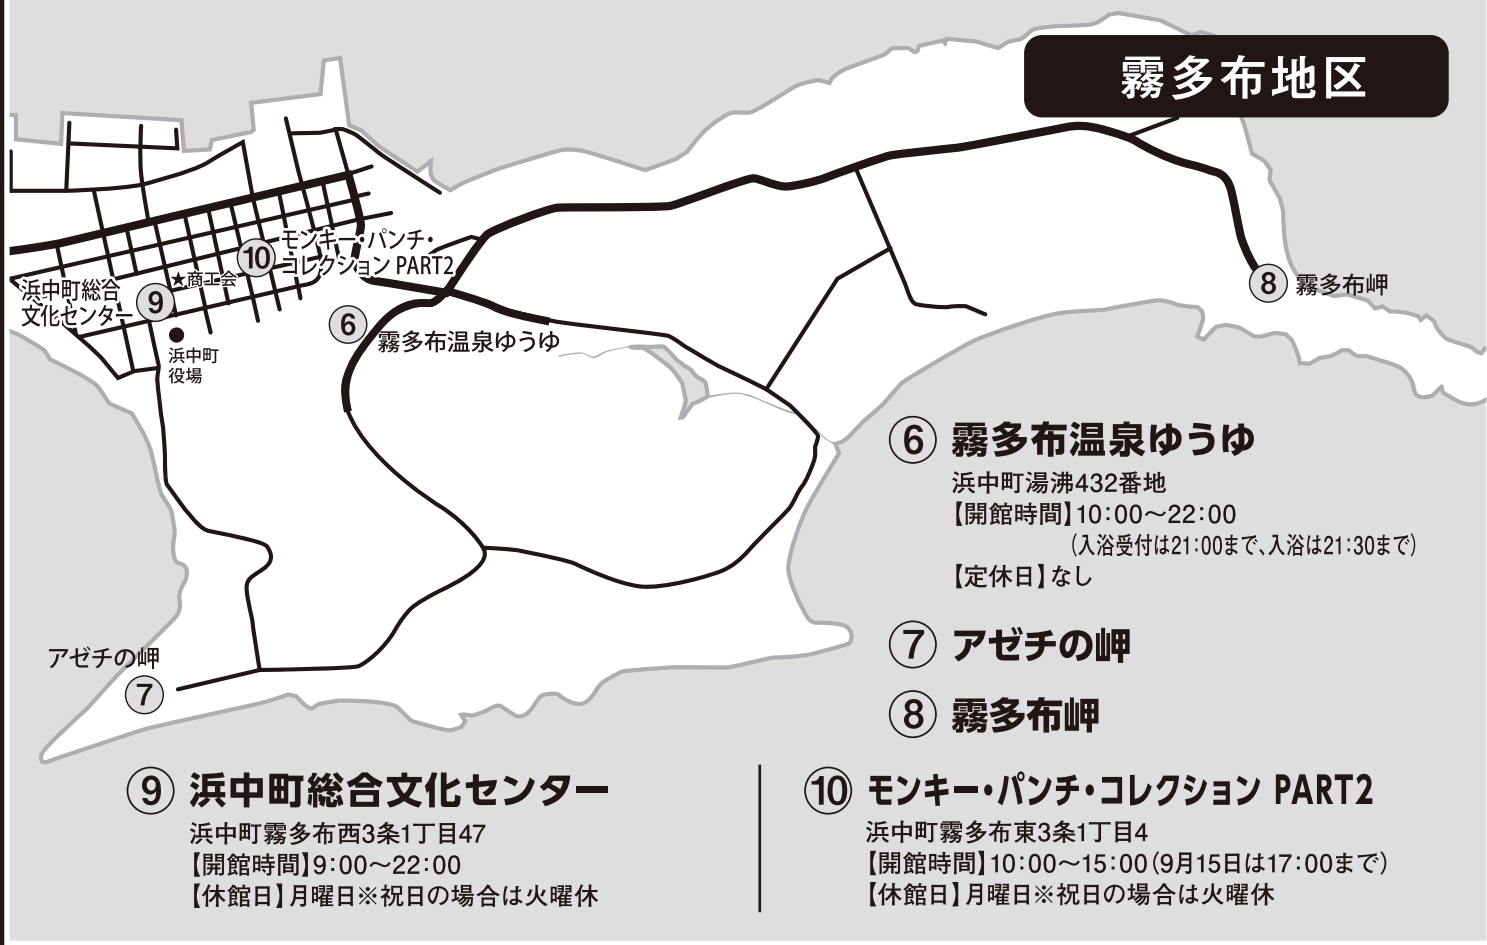 霧多布地区
モンキー・パンチ・
コレクション PART2
⑩
★商工会
浜中町総合
文化センター
⑨
浜中町
役場
⑥
霧多布温泉ゆうゆ
⑧ 霧多布岬
アゼチの岬
⑦
⑥ 霧多布温泉ゆうゆ
浜中町湯沸432番地
【開館時間】10:00〜22:00
(入浴受付は21:00まで、入浴は21:30まで)
【定休日】なし
⑦ アゼチの岬
⑧ 霧多布岬
⑨ 浜中町総合文化センター
浜中町霧多布西3条1丁目47
【開館時間】9:00〜22:00
【休館日】月曜日※祝日の場合は火曜休
⑩ モンキー・パンチ・コレクション PART2
浜中町霧多布東3条1丁目4
【開館時間】10:00〜15:00(9月15日は17:00まで)
【休館日】月曜日※祝日の場合は火曜休